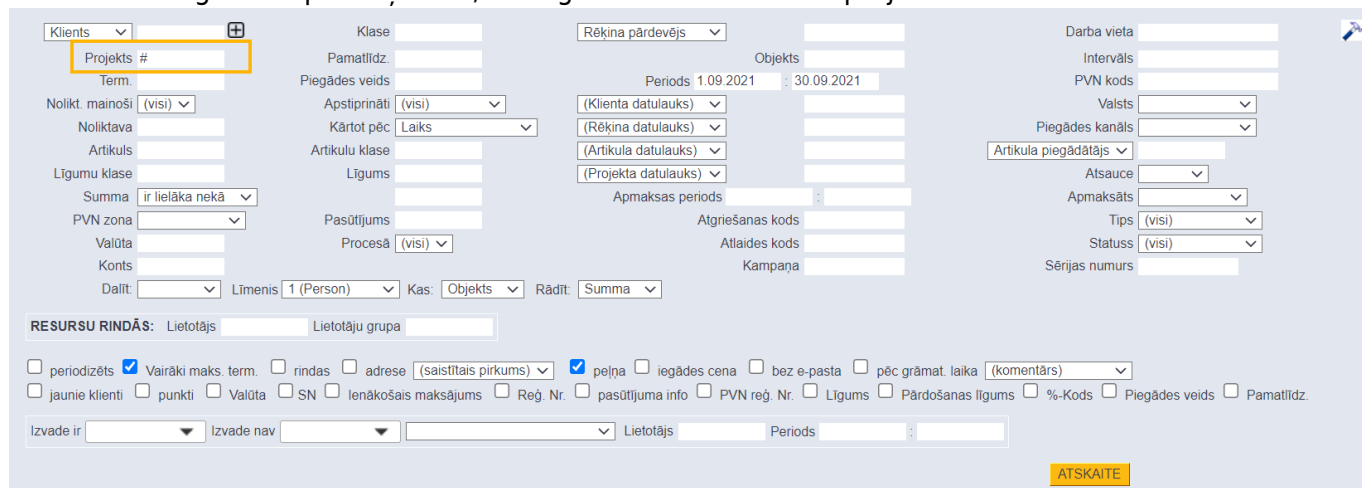 Klients Klase Rēķina pārdevējs Darba vieta
Projekts # Pamatlīdz. Objekts Intervāls
Term. Piegādes veids Periods 1.09.2021 : 30.09.2021 PVN kods
Nolikt. mainoši (visi) Apstiprināti (visi) (Klienta datulauks) Valsts
Noliktava Kārtot pēc Laiks (Rēķina datulauks) Piegādes kanāls
Artikuls Artikulu klase (Artikula datulauks) Artikula piegādātājs
Līgumu klase Līgums (Projekta datulauks) Atsauce
Summa ir lielāka nekā Apmaksas periods : Apmaksāts
PVN zona Pasūtījums Atgriešanas kods Tips (visi)
Valūta Procesā (visi) Atlaides kods Statuss (visi)
Konts Kampaņa Sērijas numurs
Dalīt: Līmenis 1 (Person) Kas: Objekts Rādīt: Summa
RESURSU RINDĀS: Lietotājs Lietotāju grupa
periodizēts Vairāki maks. term. rindas adrese (saistītais pirkums) peļņa iegādes cena bez e-pasta pēc grāmat. laika (komentārs)
jaunie klienti punkti Valūta SN Ienākošais maksājums Reģ. Nr. pasūtījuma info PVN reģ. Nr. Līgums Pārdošanas līgums %-Kods Piegādes veids Pamatlīdz.
Izvade ir Izvade nav Lietotājs Periods :
ATSKAITE